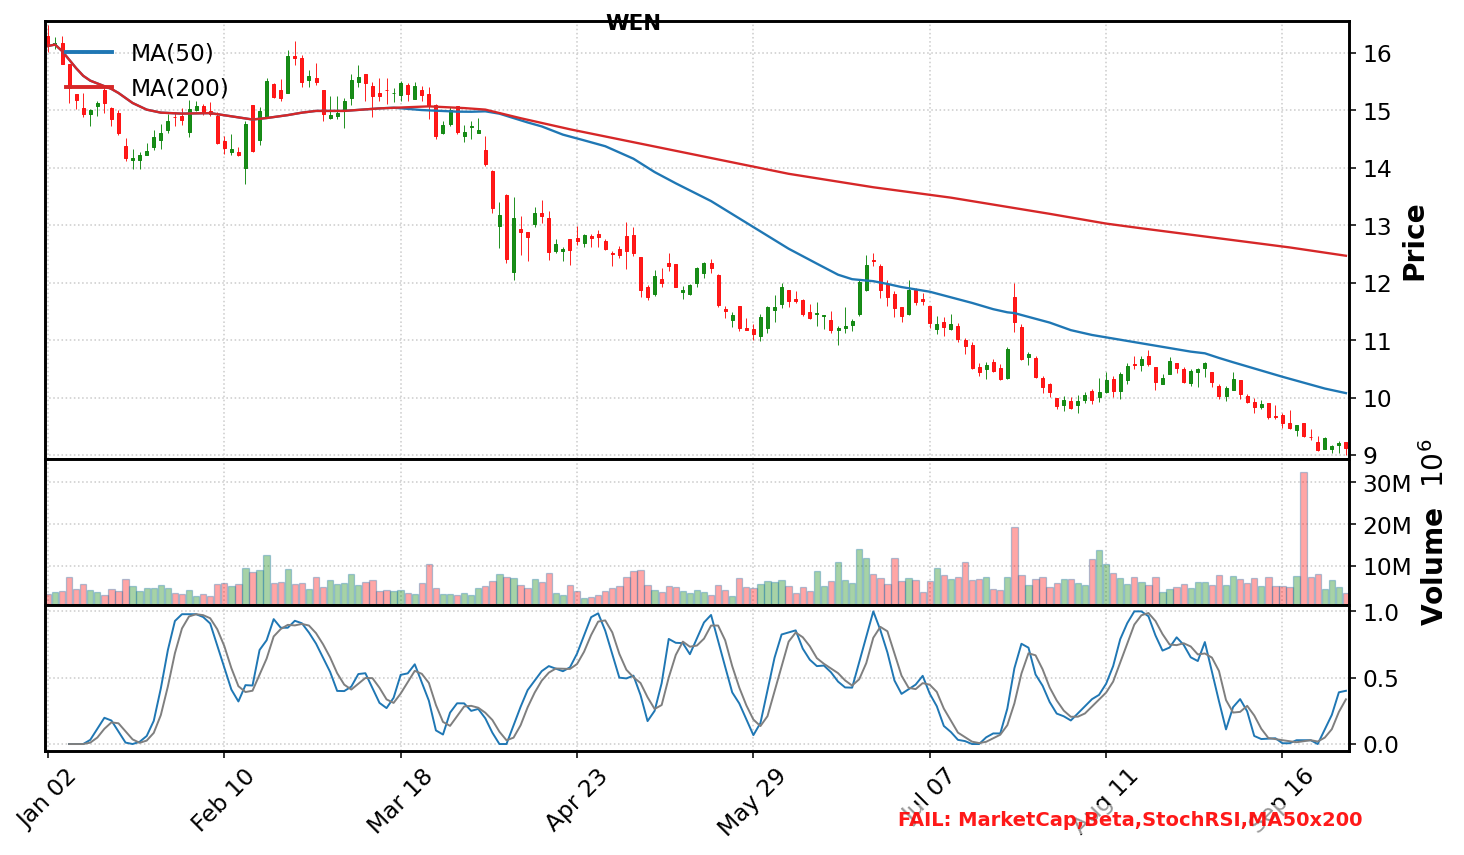 WEN
MA(50)
MA(200)
16
15
14
13
12
11
10
9
Price
10^6
30M
20M
10M
Volume
1.0
0.5
0.0
Jan 02
Feb 10
Mar 18
Apr 23
May 29
Jul 07
Aug 11
Sep 16
FAIL: MarketCap,Beta,StochRSI,MA50x200